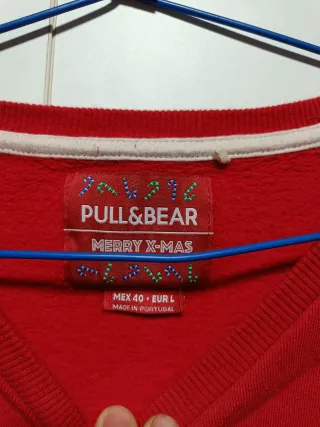 PULL&BEAR
MERRY X-MAS
MEX 40 • EUR L
MADE IN PORTUGAL